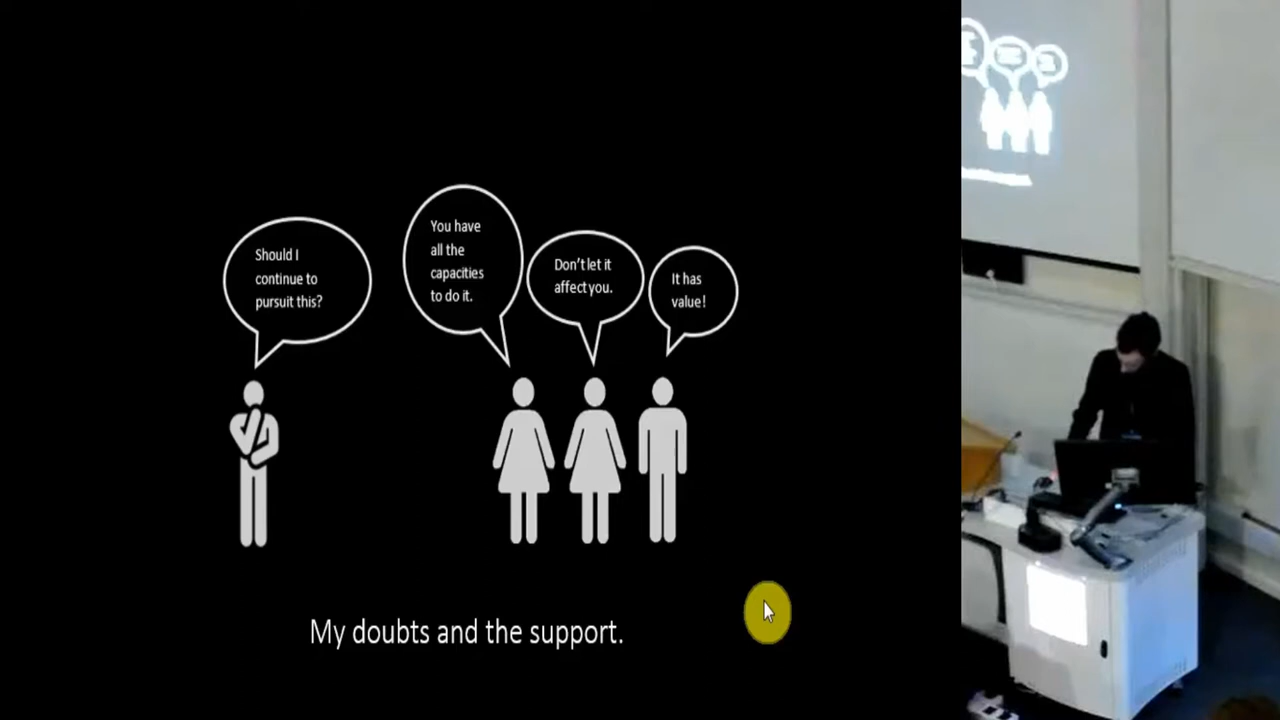 Should I
continue to
pursuit this?
You have
all the
capacities
to do it.
Don't let it
affect you.
It has
value!
My doubts and the support.